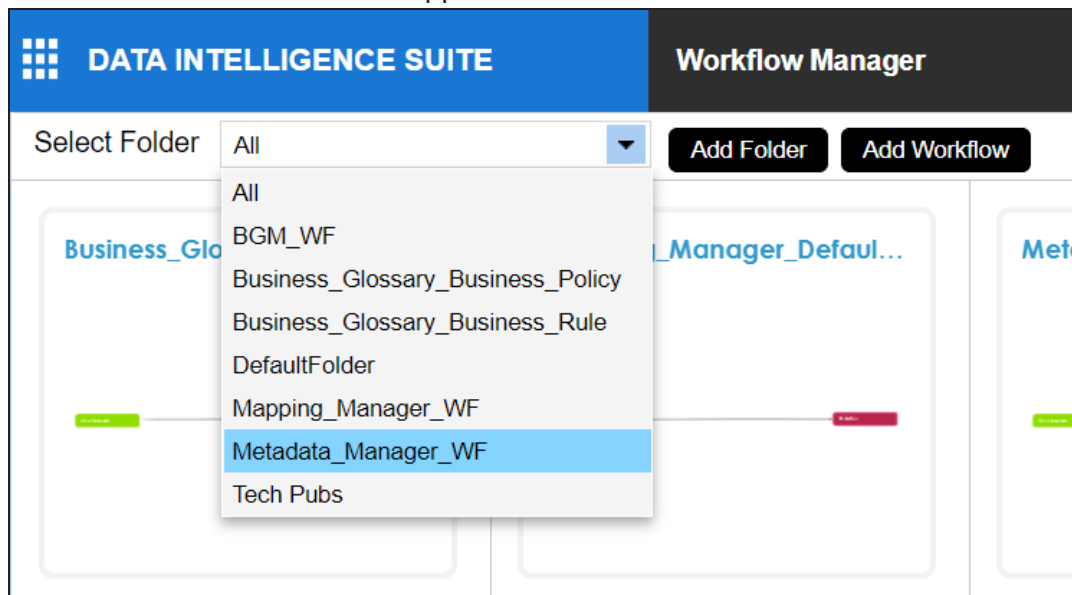 DATA INTELLIGENCE SUITE
Workflow Manager
Select Folder
All
Add Folder
Add Workflow
All
BGM_WF
Business_Glossary_Business_Policy
Business_Glossary_Business_Rule
DefaultFolder
Mapping_Manager_WF
Metadata_Manager_WF
Tech Pubs
Business_Glo
_Manager_Defaul...
Met